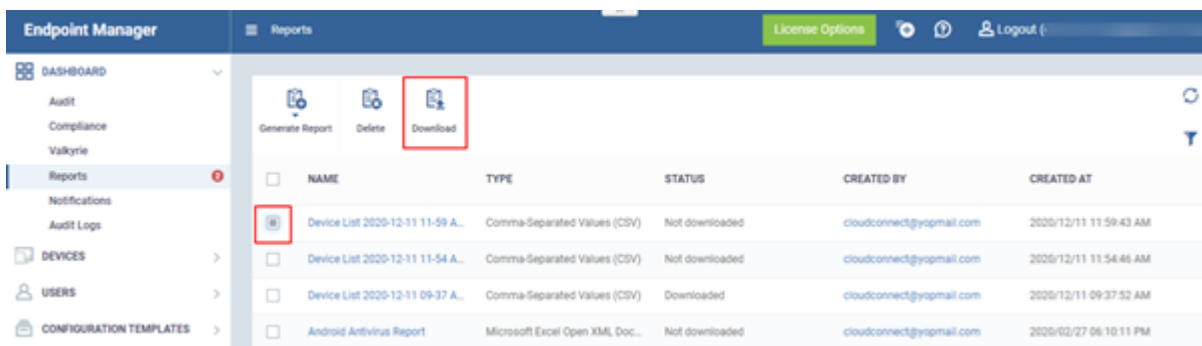 Endpoint Manager
Reports
License Options
Logout (
DASHBOARD
Audit
Compliance
Valkyrie
Reports 2
Notifications
Audit Logs
DEVICES
USERS
CONFIGURATION TEMPLATES
Generate Report Delete Download
NAME TYPE STATUS CREATED BY CREATED AT
Device List 2020-12-11 11-59 A... Comma-Separated Values (CSV) Not downloaded cloudconnect@yopmail.com 2020/12/11 11:59:43 AM
Device List 2020-12-11 11-54 A... Comma-Separated Values (CSV) Not downloaded cloudconnect@yopmail.com 2020/12/11 11:54:46 AM
Device List 2020-12-11 09-37 A... Comma-Separated Values (CSV) Downloaded cloudconnect@yopmail.com 2020/12/11 09:37:52 AM
Android Antivirus Report Microsoft Excel Open XML Doc... Not downloaded cloudconnect@yopmail.com 2020/02/27 06:10:11 PM